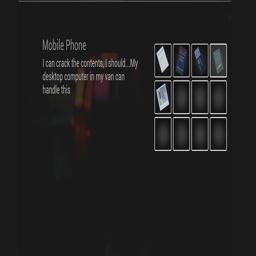 Mobile Phone
I can crack the contents, I should...My
desktop computer in my van can
handle this